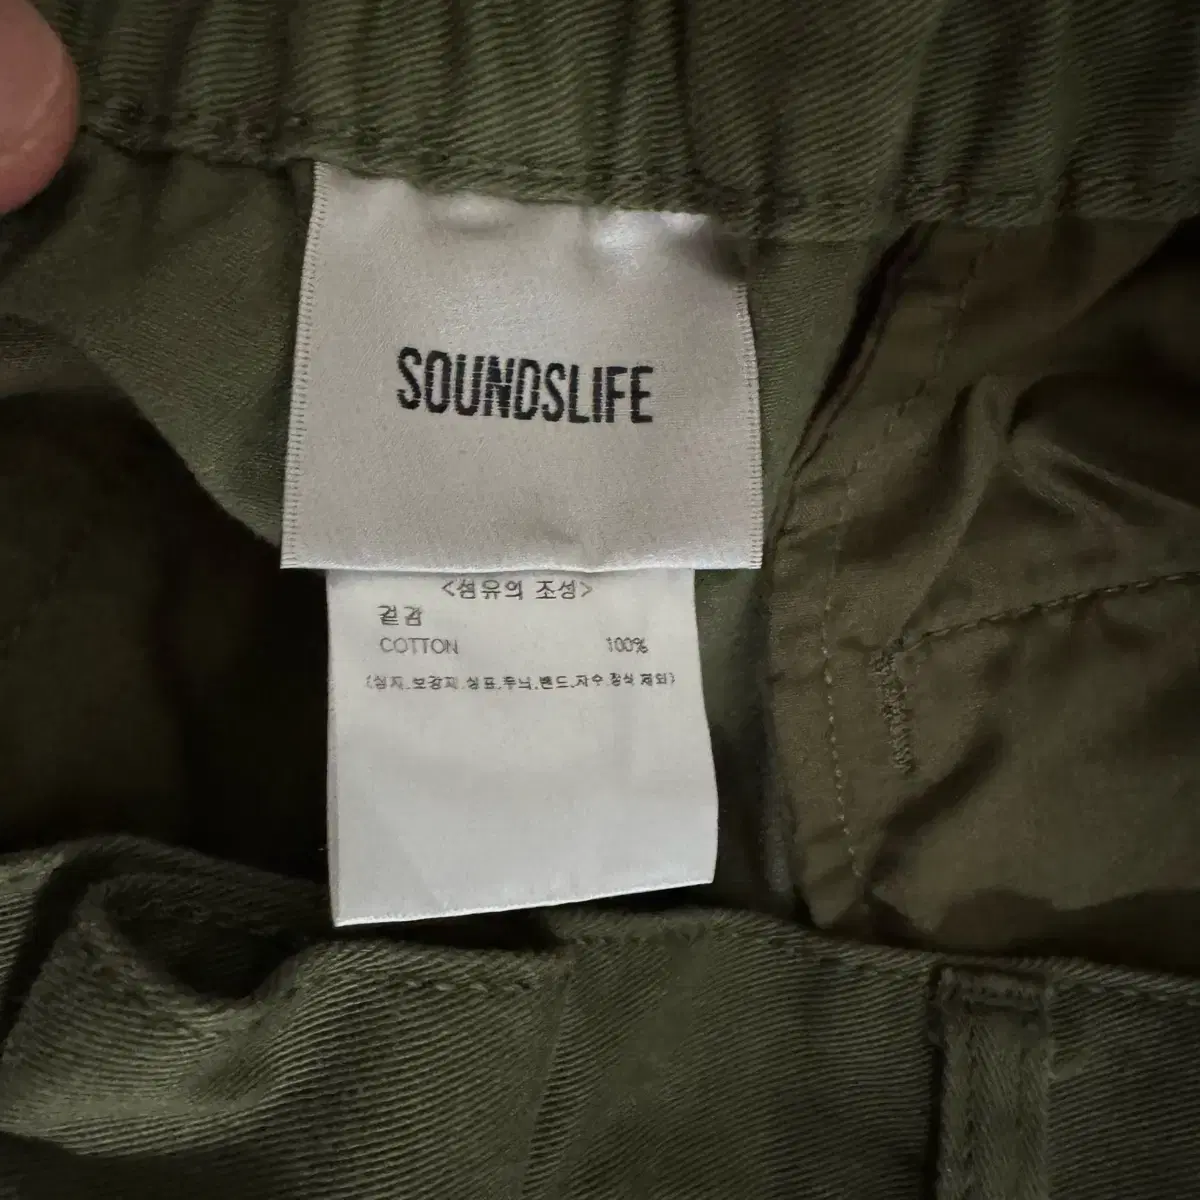 SOUNDSLIFE
<섬유의 조성>
겉감
COTTON 100%
(심지.보강재.상표.무늬.밴드.자수.장식 제외)